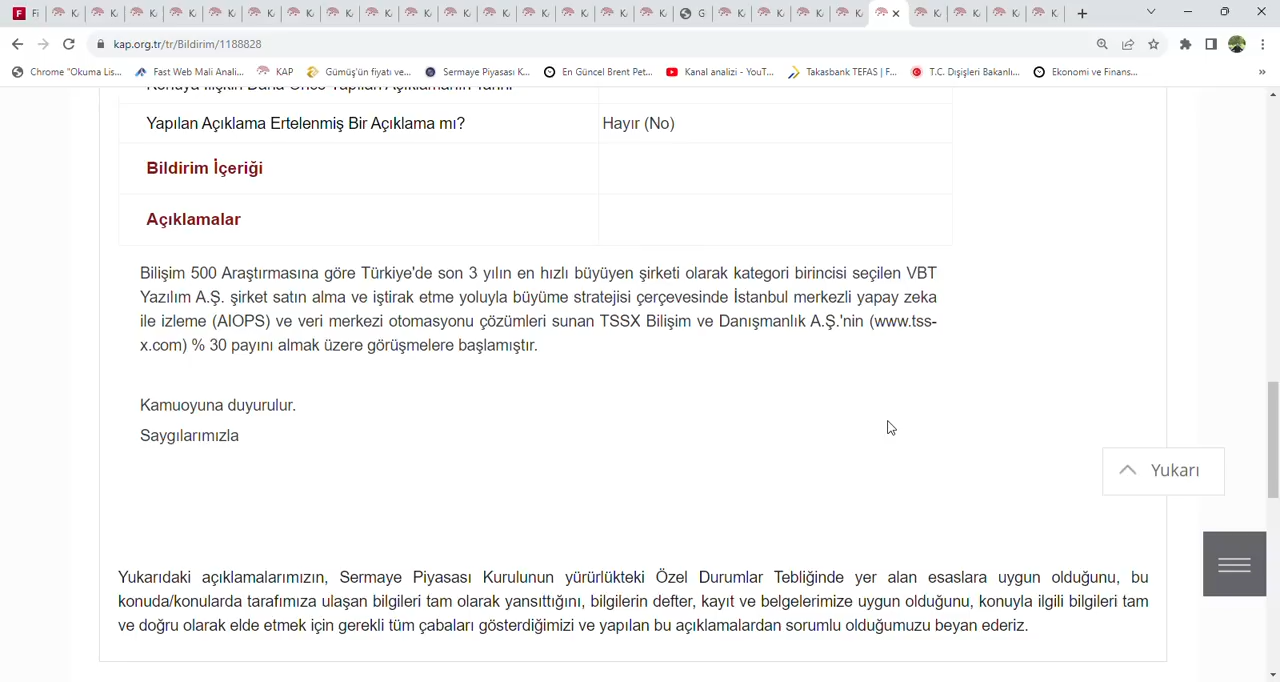 Fi
kap.org.tr/tr/Bildirim/1188828
Chrome "Okuma Lis...
Fast Web Mali Anali...
KAP
Gümüş'ün fiyatı ve...
Sermaye Piyasası K...
En Güncel Brent Pet...
Kanal analizi - YouT...
Takasbank TEFAS | F...
T.C. Dışişleri Bakanlı...
Ekonomi ve Finans...
Konuya İlişkin Daha Önce Yapılan Açıklamanın Tarihi
Yapılan Açıklama Ertelenmiş Bir Açıklama mı?
Hayır (No)
Bildirim İçeriği
Açıklamalar
Bilişim 500 Araştırmasına göre Türkiye'de son 3 yılın en hızlı büyüyen şirketi olarak kategori birincisi seçilen VBT
Yazılım A.Ş. şirket satın alma ve iştirak etme yoluyla büyüme stratejisi çerçevesinde İstanbul merkezli yapay zeka
ile izleme (AIOPS) ve veri merkezi otomasyonu çözümleri sunan TSSX Bilişim ve Danışmanlık A.Ş.'nin (www.tss-
x.com) % 30 payını almak üzere görüşmelere başlamıştır.
Kamuoyuna duyurulur.
Saygılarımızla
Yukarı
Yukarıdaki açıklamalarımızın, Sermaye Piyasası Kurulunun yürürlükteki Özel Durumlar Tebliğinde yer alan esaslara uygun olduğunu, bu
konuda/konularda tarafımıza ulaşan bilgileri tam olarak yansıttığını, bilgilerin defter, kayıt ve belgelerimize uygun olduğunu, konuyla ilgili bilgileri tam
ve doğru olarak elde etmek için gerekli tüm çabaları gösterdiğimizi ve yapılan bu açıklamalardan sorumlu olduğumuzu beyan ederiz.